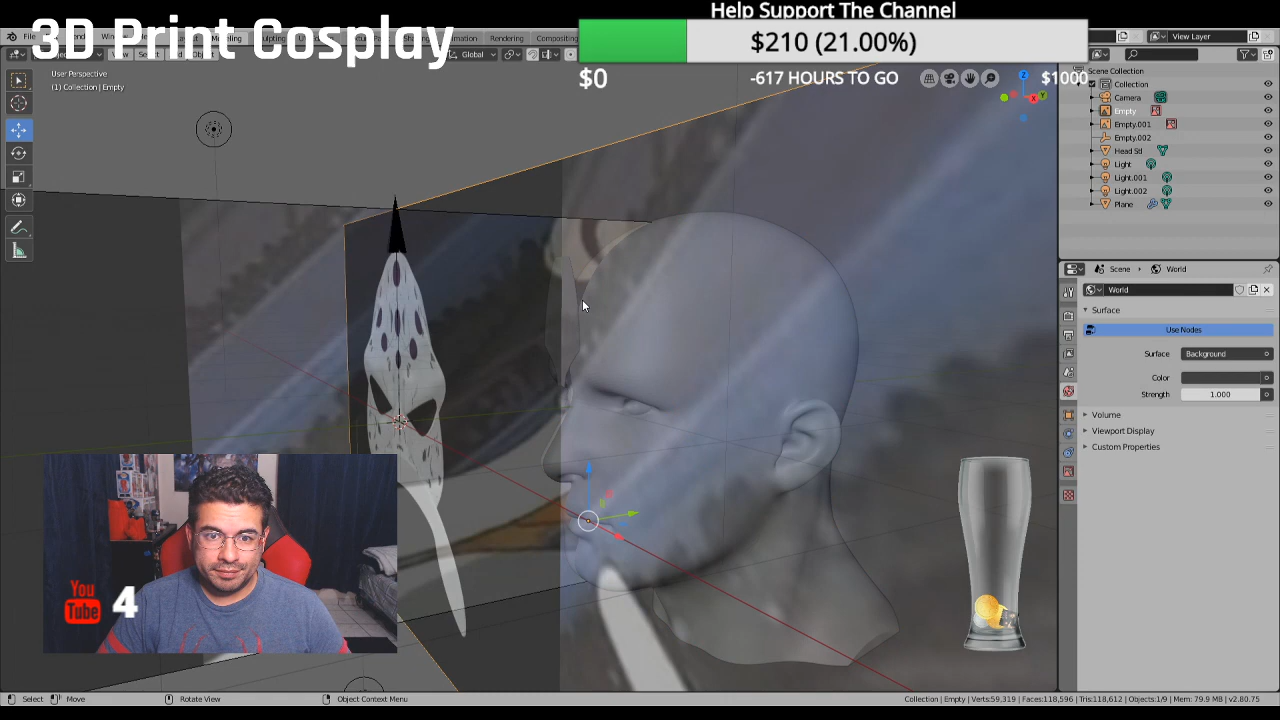 Help Support The Channel
3D Print Cosplay
$210 (21.00%)
$0
-617 HOURS TO GO
$1000
File
Modeling
Rendering
Compositing
View Layer
Global
User Perspective
(1) Collection | Empty
Scene Collection
Collection
Camera
Empty
Empty.001
Empty.002
Head Stl
Light
Light.001
Light.002
Plane
Scene
World
World
Surface
Use Nodes
Surface
Background
Color
Strength
1.000
Volume
Viewport Display
Custom Properties
You
Tube
4
Select
Move
Rotate View
Object Context Menu
Collection | Empty | Verts:59,319 | Faces:118,596 | Tris:118,612 | Objects:1/9 | Mem: 79.9 MB | v2.80.75